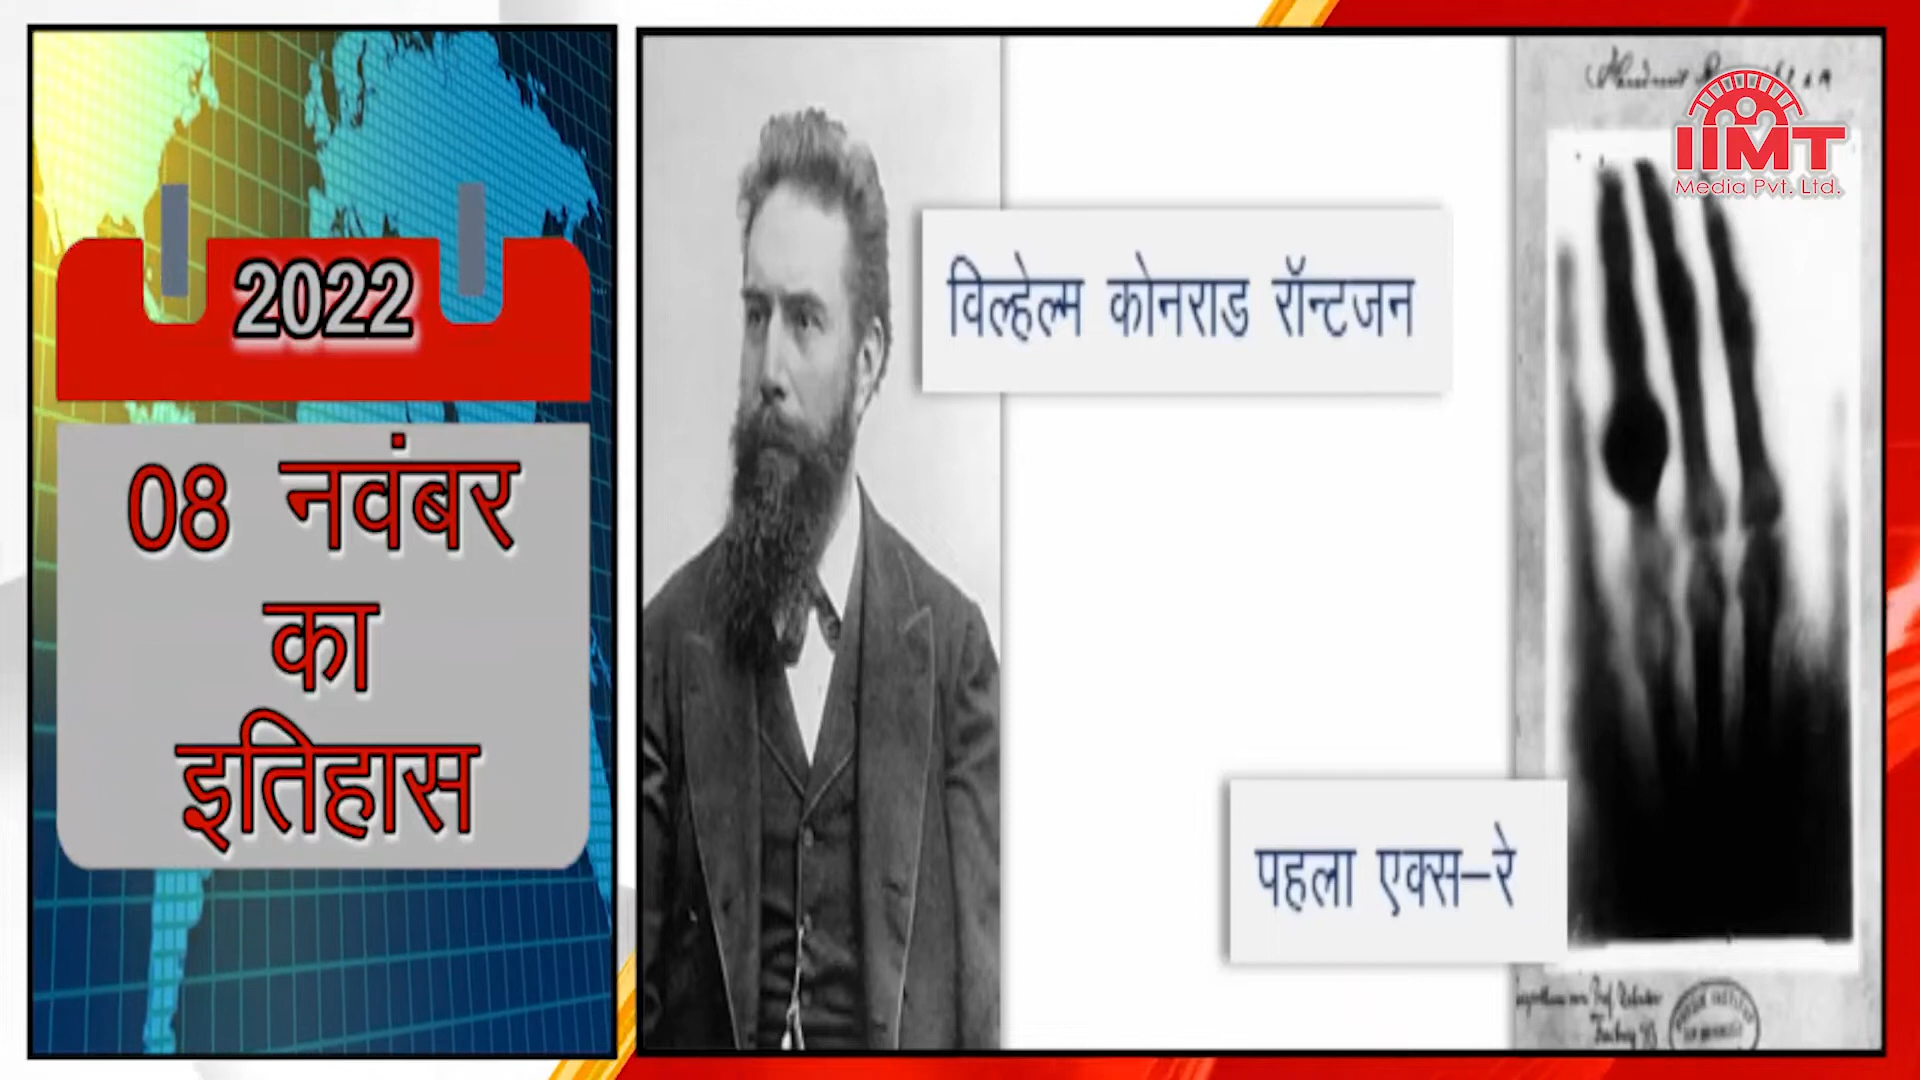 2022
08 नवंबर
का
इतिहास
विल्हेल्म कोनराड रॉन्टजन
पहला एक्स-रे
IIMT
Media Pvt. Ltd.